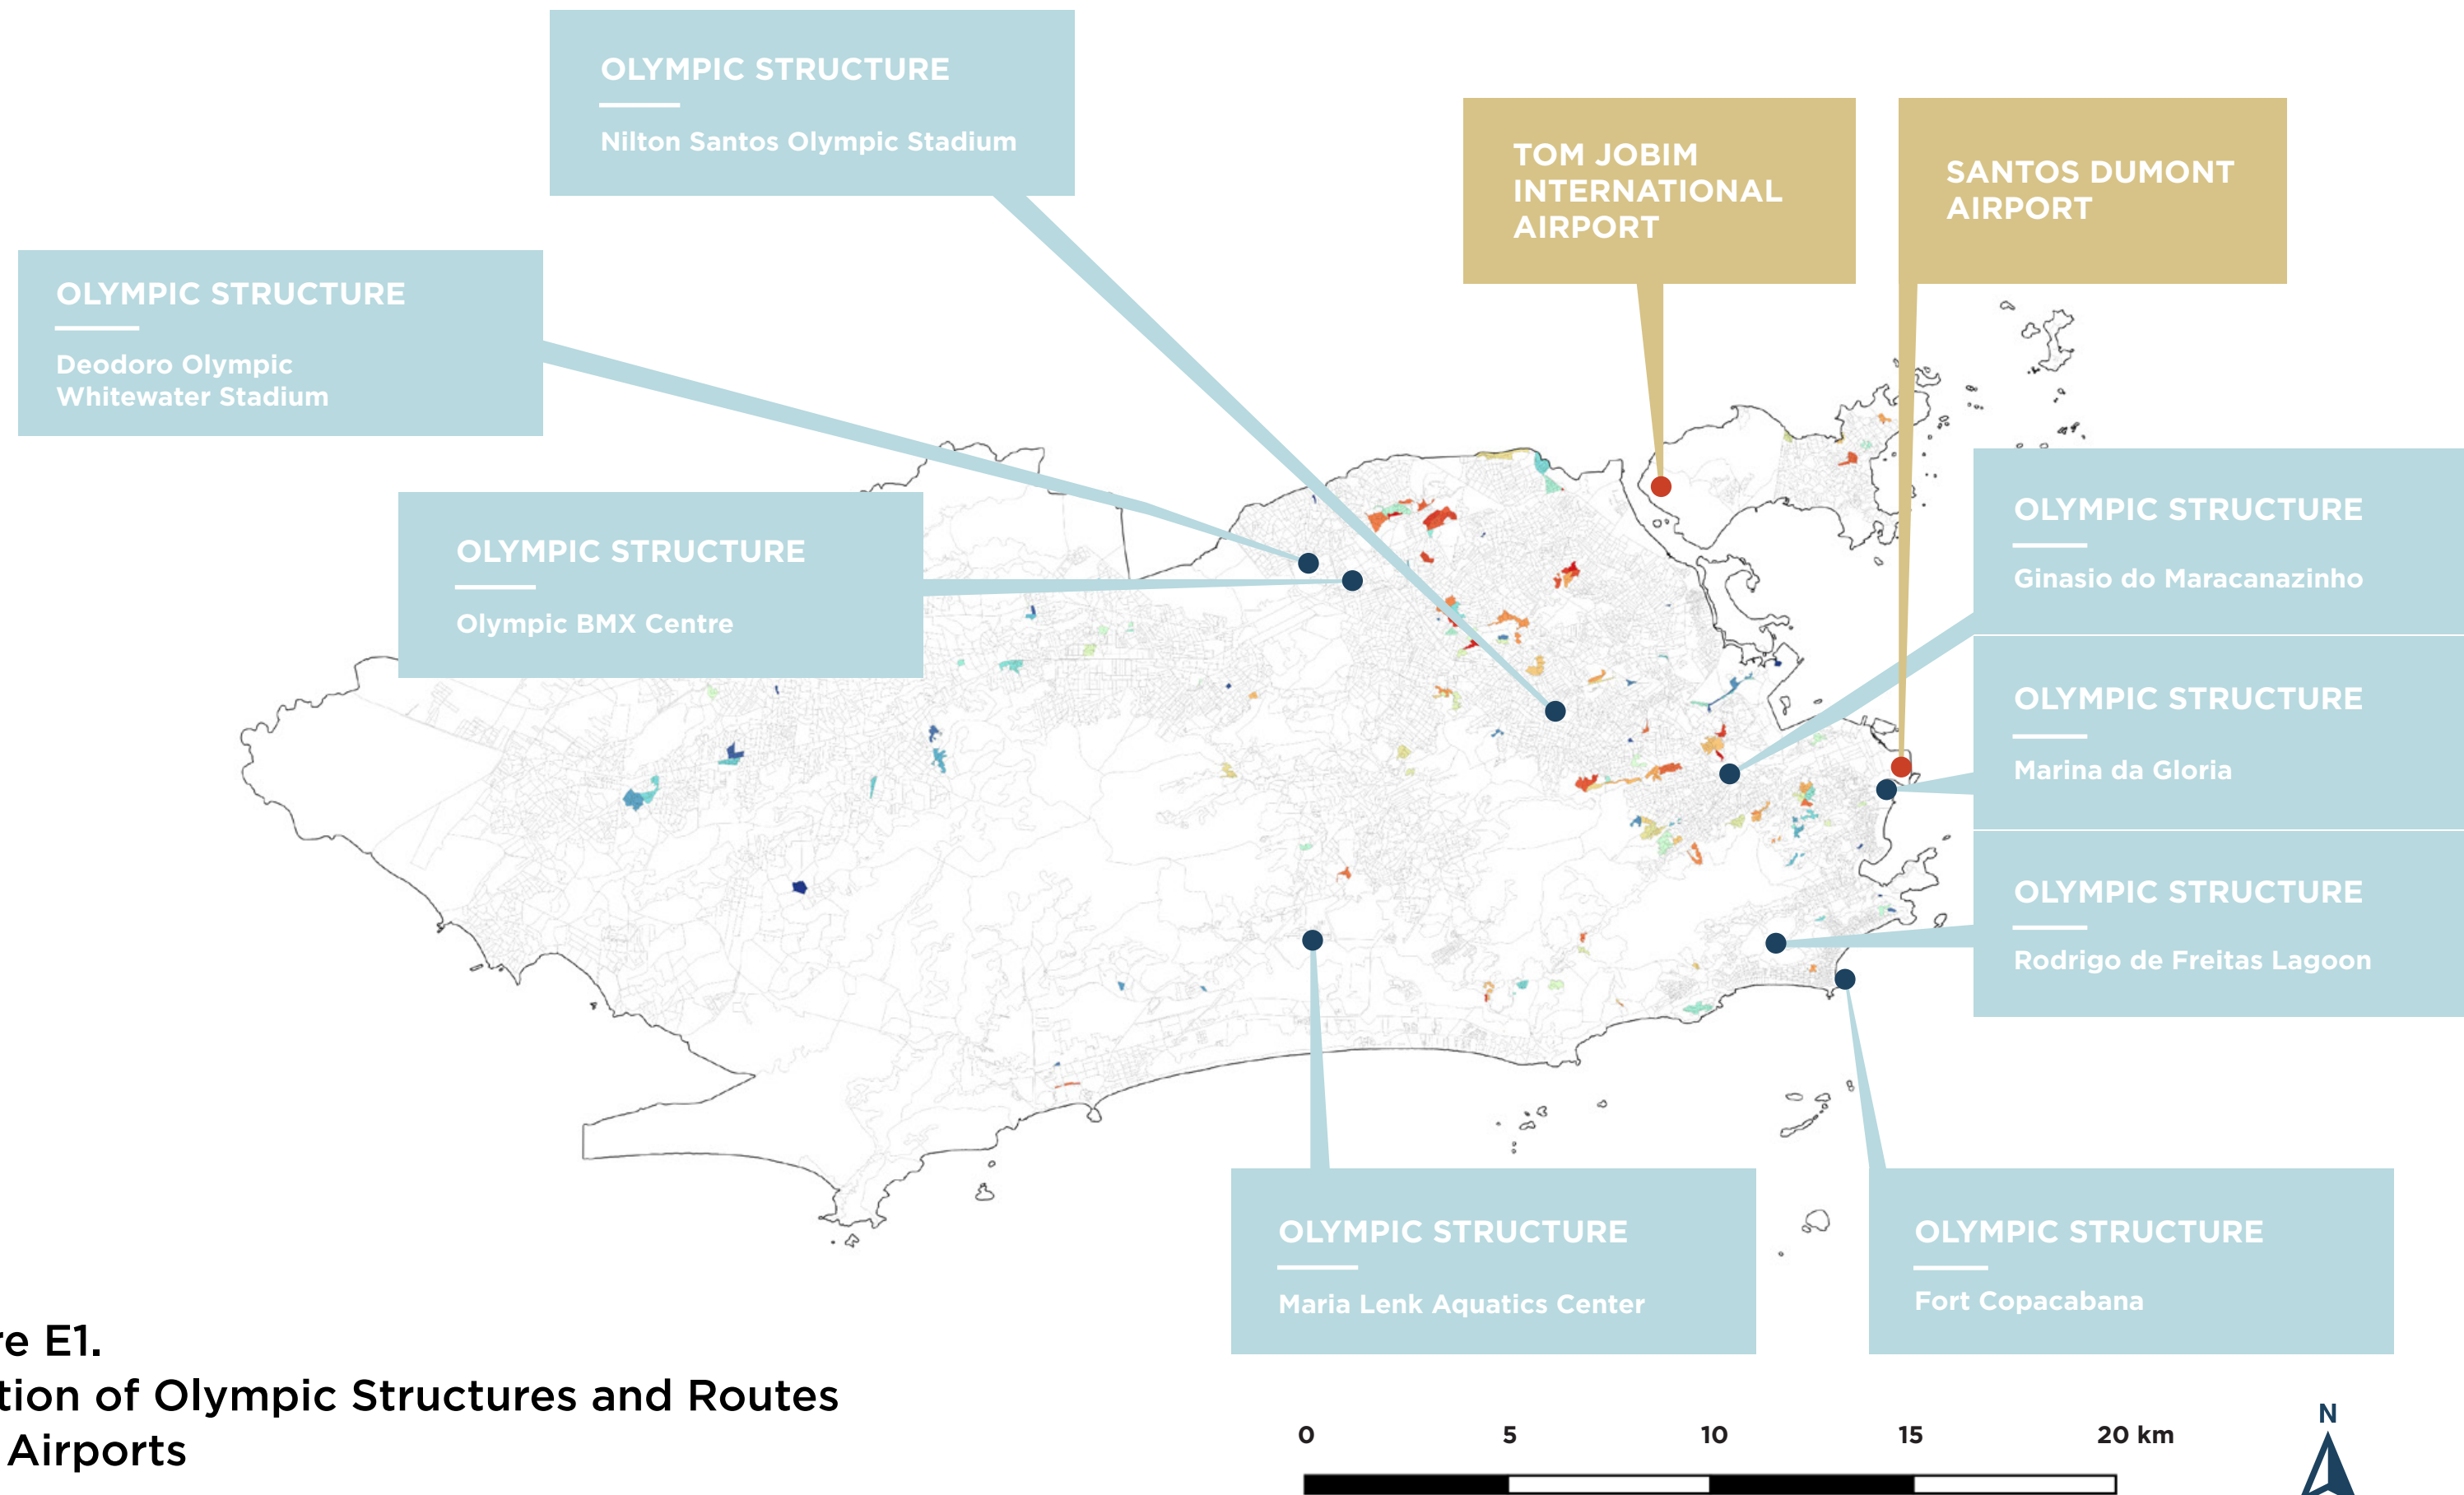 OLYMPIC STRUCTURE
Nilton Santos Olympic Stadium
TOM JOBIM
INTERNATIONAL
AIRPORT
SANTOS DUMONT
AIRPORT
OLYMPIC STRUCTURE
Deodoro Olympic
Whitewater Stadium
OLYMPIC STRUCTURE
Olympic BMX Centre
OLYMPIC STRUCTURE
Ginasio do Maracanazinho
OLYMPIC STRUCTURE
Marina da Gloria
OLYMPIC STRUCTURE
Rodrigo de Freitas Lagoon
OLYMPIC STRUCTURE
Maria Lenk Aquatics Center
OLYMPIC STRUCTURE
Fort Copacabana
re E1.
tion of Olympic Structures and Routes
Airports
0 5 10 15 20 km
N